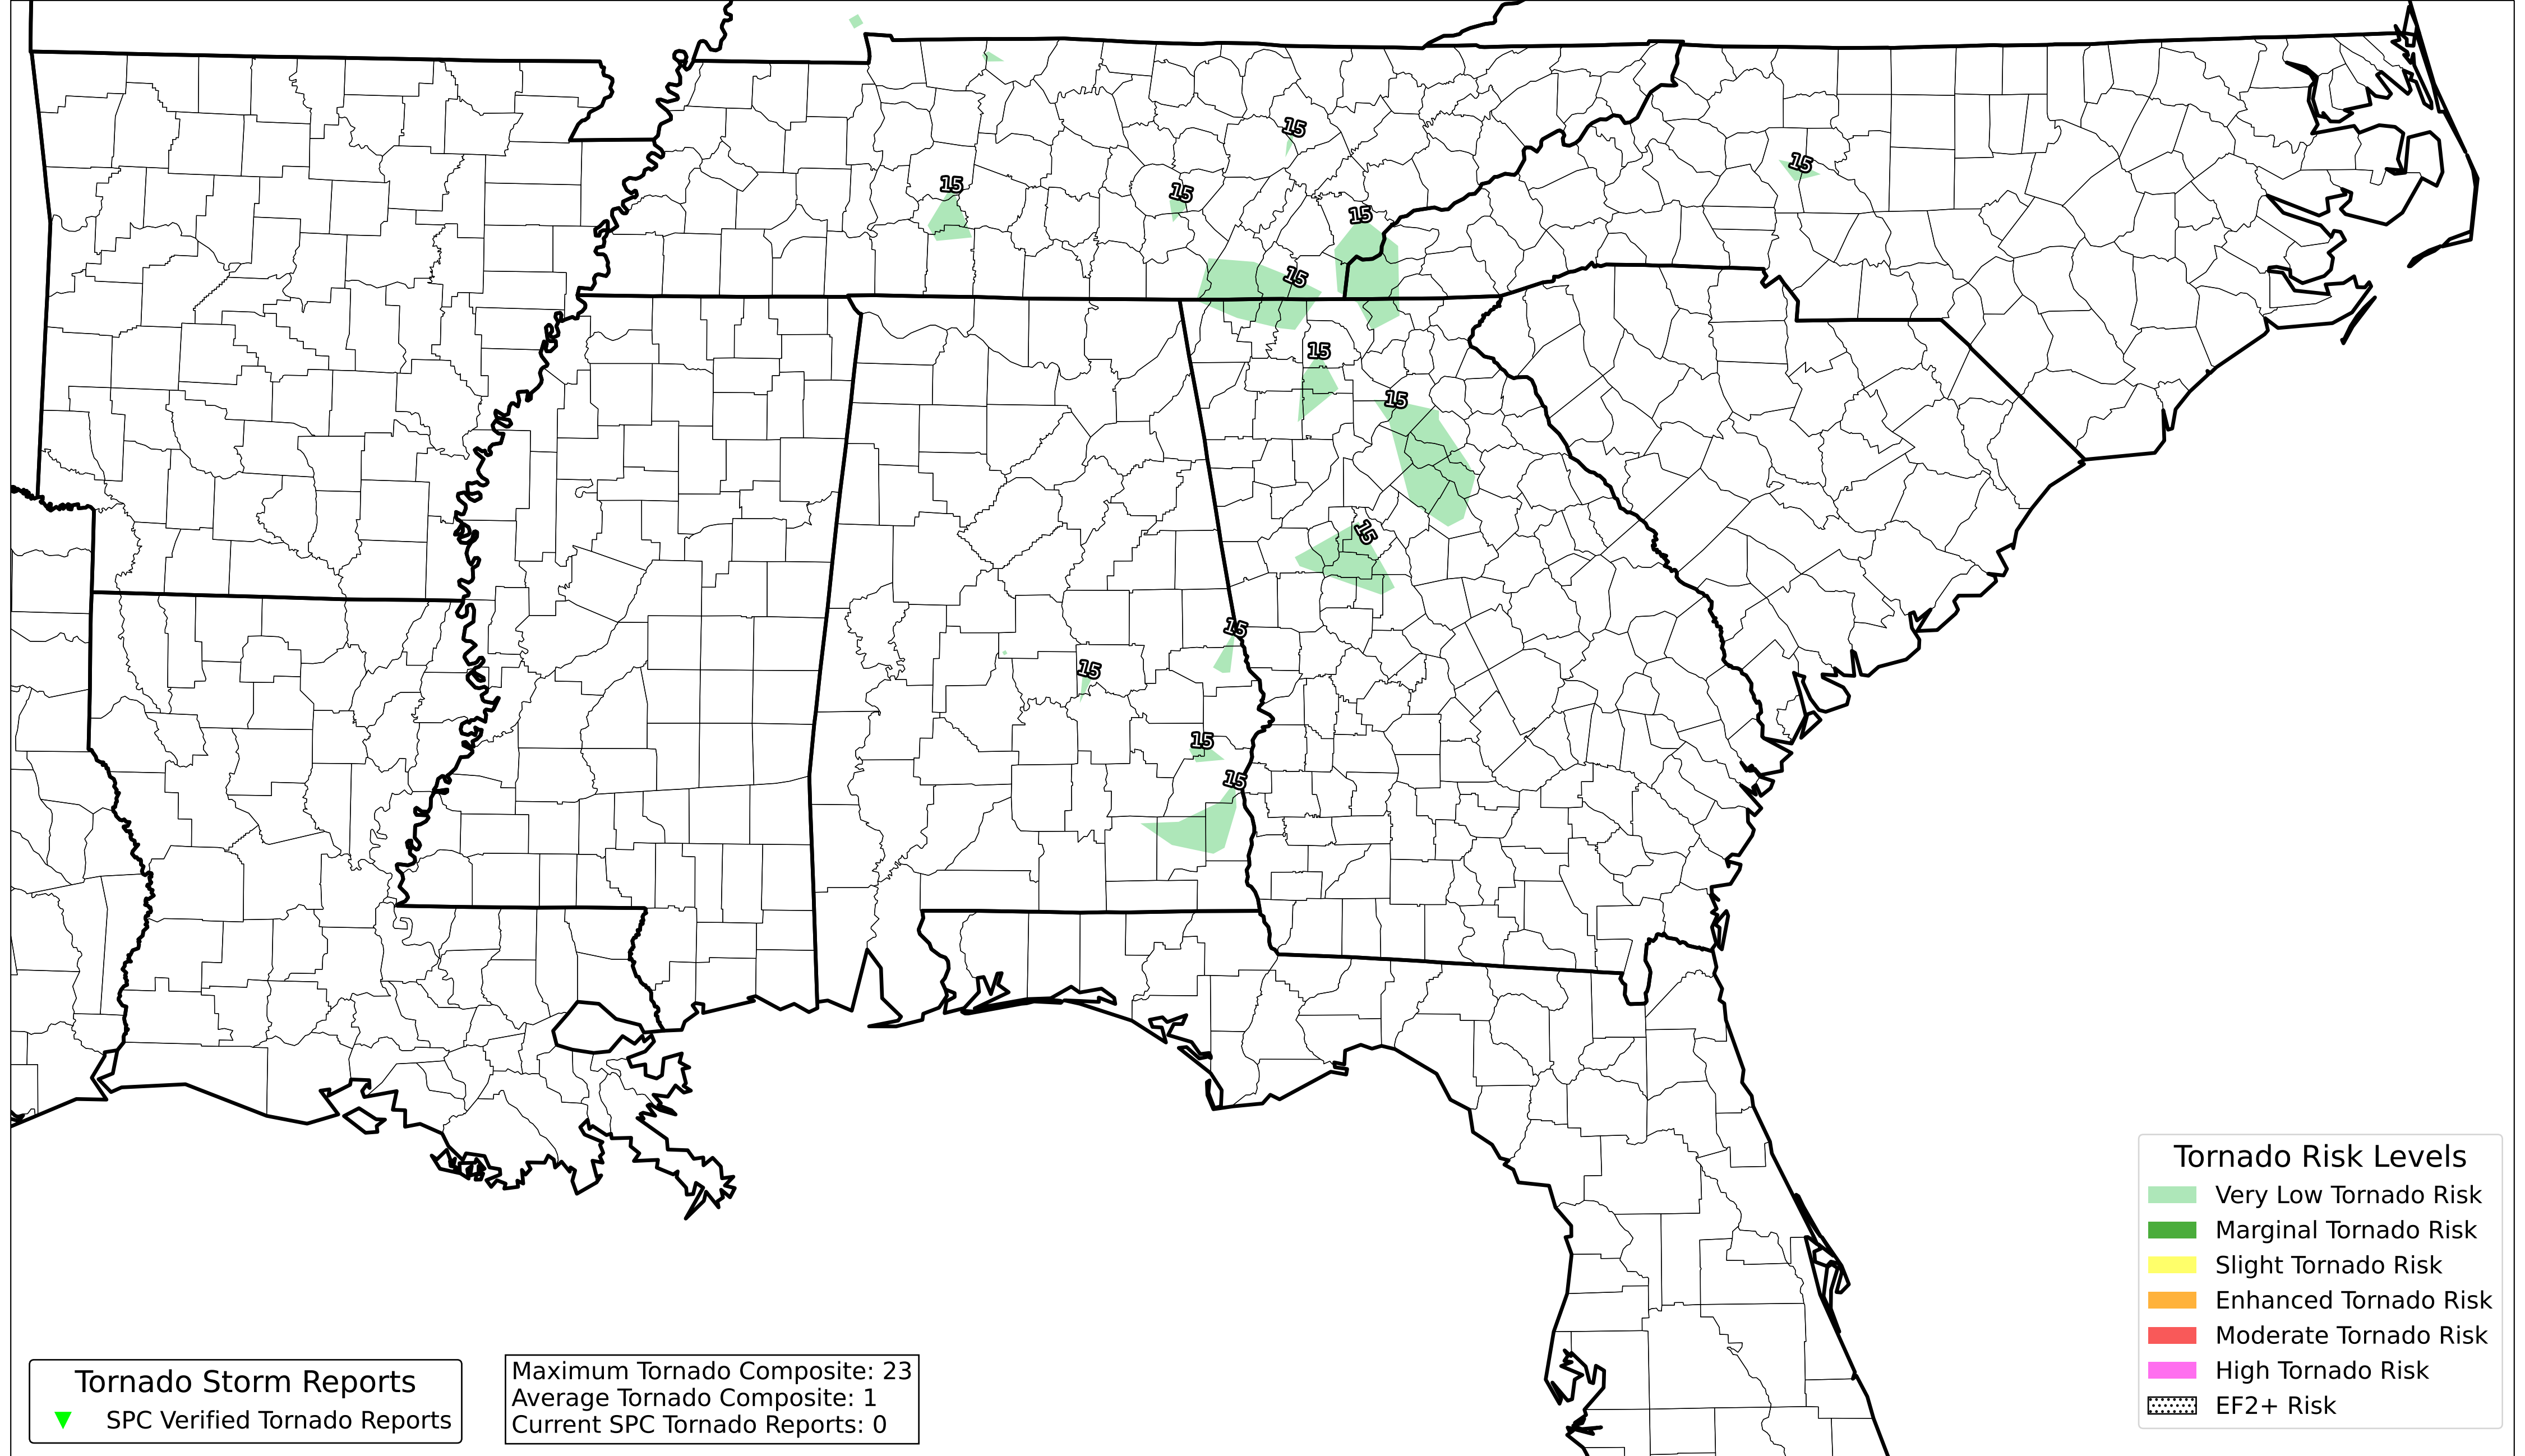 15
15
15
15
15
15
15
15
15
15
15
15
15
Tornado Risk Levels
Very Low Tornado Risk
Marginal Tornado Risk
Slight Tornado Risk
Enhanced Tornado Risk
Moderate Tornado Risk
High Tornado Risk
EF2+ Risk
Tornado Storm Reports
SPC Verified Tornado Reports
Maximum Tornado Composite: 23
Average Tornado Composite: 1
Current SPC Tornado Reports: 0